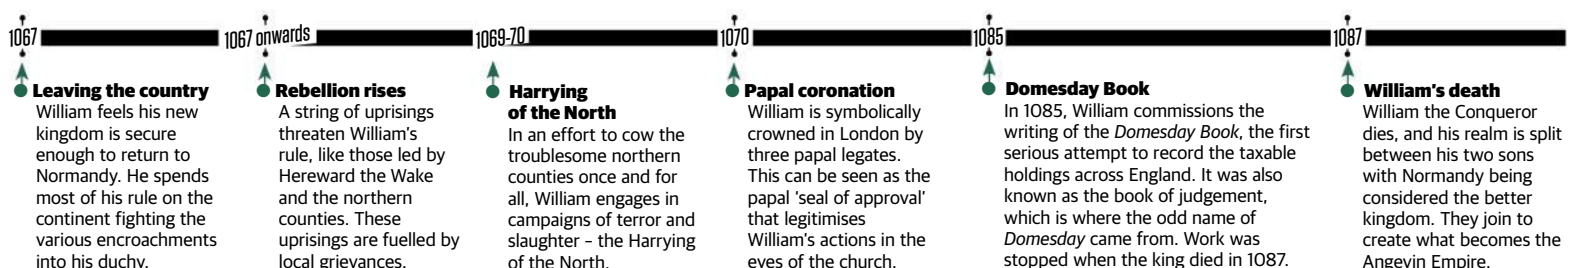 1067
1067 onwards
1069-70
1070
1085
1087
Leaving the country
William feels his new
kingdom is secure
enough to return to
Normandy. He spends
most of his rule on the
continent fighting the
various encroachments
into his duchy.
Rebellion rises
A string of uprisings
threaten William's
rule, like those led by
Hereward the Wake
and the northern
counties. These
uprisings are fuelled by
local grievances.
Harrying
of the North
In an effort to cow the
troublesome northern
counties once and for
all, William engages in
campaigns of terror and
slaughter – the Harrying
of the North.
Papal coronation
William is symbolically
crowned in London by
three papal legates.
This can be seen as the
papal ‘seal of approval’
that legitimises
William's actions in the
eyes of the church.
Domesday Book
In 1085, William commissions the
writing of the Domesday Book, the first
serious attempt to record the taxable
holdings across England. It was also
known as the book of judgement,
which is where the odd name of
Domesday came from. Work was
stopped when the king died in 1087.
William's death
William the Conqueror
dies, and his realm is split
between his two sons
with Normandy being
considered the better
kingdom. They join to
create what becomes the
Angevin Empire.